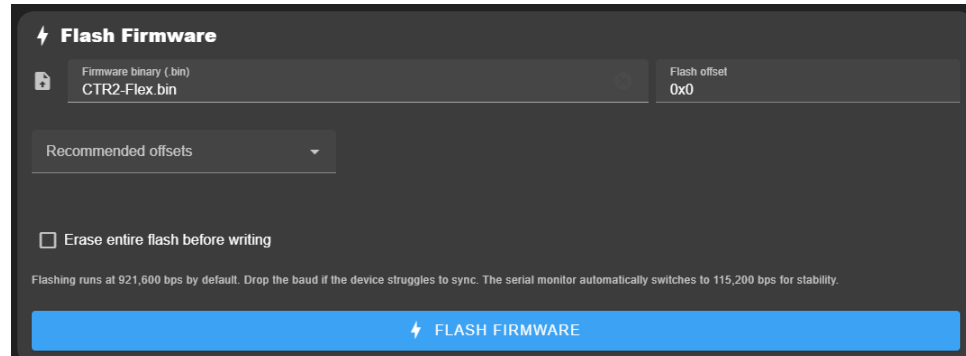 Flash Firmware
Firmware binary (.bin)
CTR2-Flex.bin
Flash offset
0x0
Recommended offsets
Erase entire flash before writing
Flashing runs at 921,600 bps by default. Drop the baud if the device struggles to sync. The serial monitor automatically switches to 115,200 bps for stability.
FLASH FIRMWARE